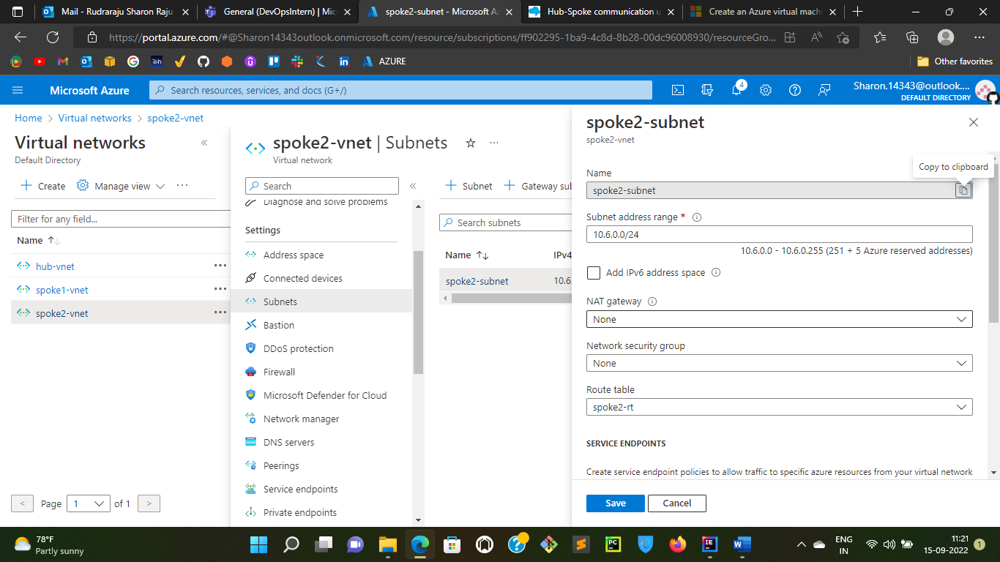 Mail - Rudraraju Sharon Raju
General (DevOpsIntern) | Mic
spoke2-subnet - Microsoft Az
Hub-Spoke communication u
Create an Azure virtual machi
https://portal.azure.com/#@Sharon14343outlook.onmicrosoft.com/resource/subscriptions/ff902295-1ba9-4c8d-8b28-00dc96008930/resourceGro...
AZURE
Other favorites
Microsoft Azure
Search resources, services, and docs (G+/)
4
Sharon.14343@outlook....
DEFAULT DIRECTORY
Home > Virtual networks > spoke2-vnet
Virtual networks
Default Directory
Create
Manage view
Filter for any field...
Name
hub-vnet
spoke1-vnet
spoke2-vnet
< Page 1 of 1 >
spoke2-vnet | Subnets
Virtual network
Search
Diagnose and solve problems
Settings
Address space
Connected devices
Subnets
Bastion
DDoS protection
Firewall
Microsoft Defender for Cloud
Network manager
DNS servers
Peerings
Service endpoints
Private endpoints
+ Subnet + Gateway sub
Search subnets
Name IPv4
spoke2-subnet 10.6.
spoke2-subnet
spoke2-vnet
Copy to clipboard
Name
spoke2-subnet
Subnet address range *
10.6.0.0/24
10.6.0.0 - 10.6.0.255 (251 + 5 Azure reserved addresses)
Add IPv6 address space
NAT gateway
None
Network security group
None
Route table
spoke2-rt
SERVICE ENDPOINTS
Create service endpoint policies to allow traffic to specific azure resources from your virtual network
Save
Cancel
78°F
Partly sunny
ENG
IN
11:21
15-09-2022
1